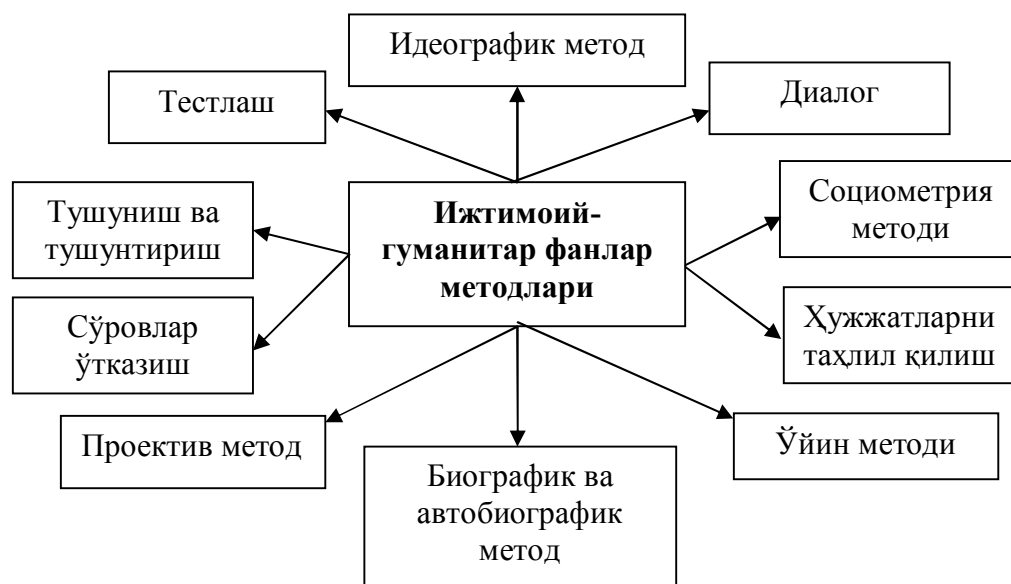 Идеографик метод
Тестлаш
Диалог
Ижтимоий-
гуманитар фанлар
методлари
Тушуниш ва
тушунтириш
Социометрия
методи
Сўровлар
ўтказиш
Ҳужжатларни
таҳлил қилиш
Проектив метод
Биографик ва
автобиографик
метод
Ўйин методи